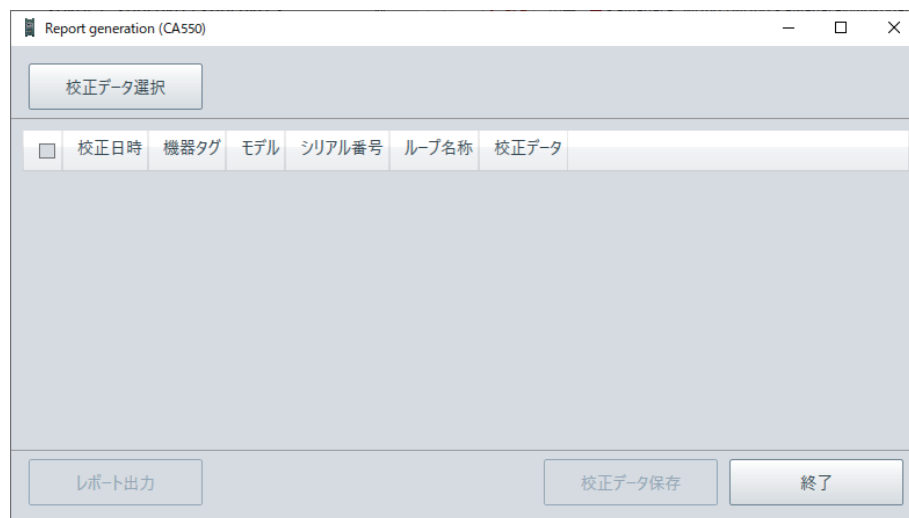 Report generation (CA550)
校正データ選択
校正日時 機器タグ モデル シリアル番号 ループ名称 校正データ
レポート出力 校正データ保存 終了